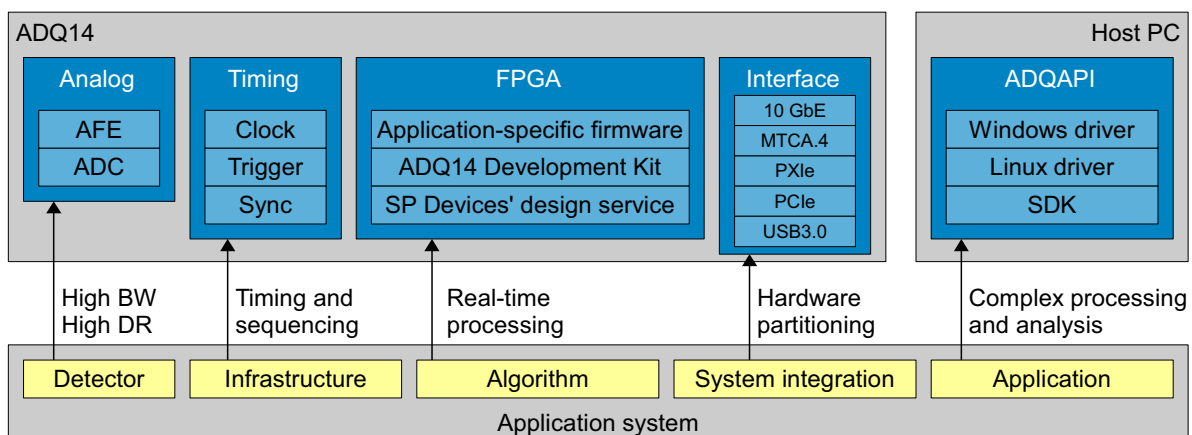 ADQ14
Analog
AFE
ADC
Timing
Clock
Trigger
Sync
FPGA
Application-specific firmware
ADQ14 Development Kit
SP Devices' design service
Interface
10 GbE
MTCA.4
PXIe
PCIe
USB3.0
Host PC
ADQAPI
Windows driver
Linux driver
SDK
High BW
High DR
Timing and
sequencing
Real-time
processing
Hardware
partitioning
Complex processing
and analysis
Detector
Infrastructure
Algorithm
System integration
Application
Application system